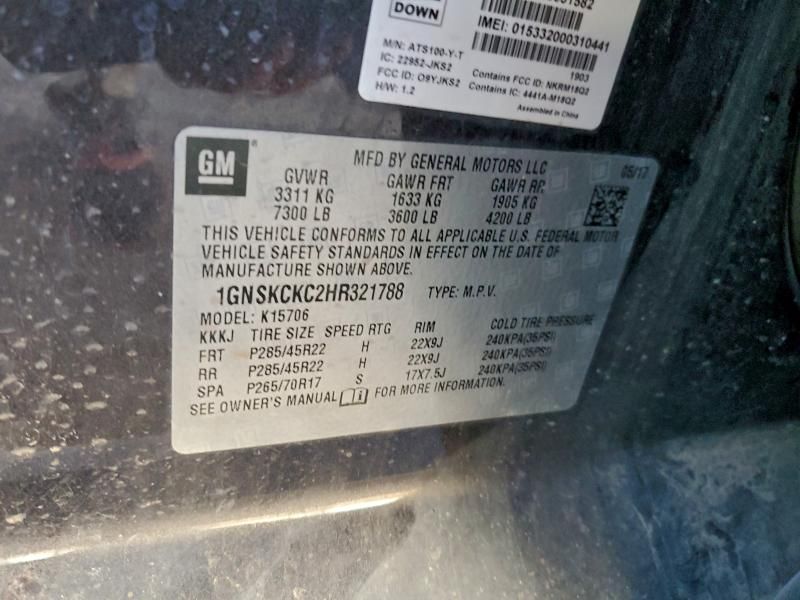 DOWN
IMEI: 015332000310441
M/N: ATS100-Y-T
IC: 22952-JKS2
FCC ID: O9YJKS2
H/W: 1.2
1903
Contains FCC ID: NKRM18Q2
Contains IC: 4441A-M18Q2
Assembled in China
GM
MFD BY GENERAL MOTORS LLC 05/17
GVWR GAWR FRT GAWR RR
3311 KG 1633 KG 1905 KG
7300 LB 3600 LB 4200 LB
THIS VEHICLE CONFORMS TO ALL APPLICABLE U.S. FEDERAL MOTOR
VEHICLE SAFETY STANDARDS IN EFFECT ON THE DATE OF
MANUFACTURE SHOWN ABOVE.
1GNSKCKC2HR321788 TYPE: M.P.V.
MODEL: K15706
KKKJ TIRE SIZE SPEED RTG RIM COLD TIRE PRESSURE
FRT P285/45R22 H 22X9J 240KPA(35PSI)
RR P285/45R22 H 22X9J 240KPA(35PSI)
SPA P265/70R17 S 17X7.5J 240KPA(35PSI)
SEE OWNER'S MANUAL FOR MORE INFORMATION.